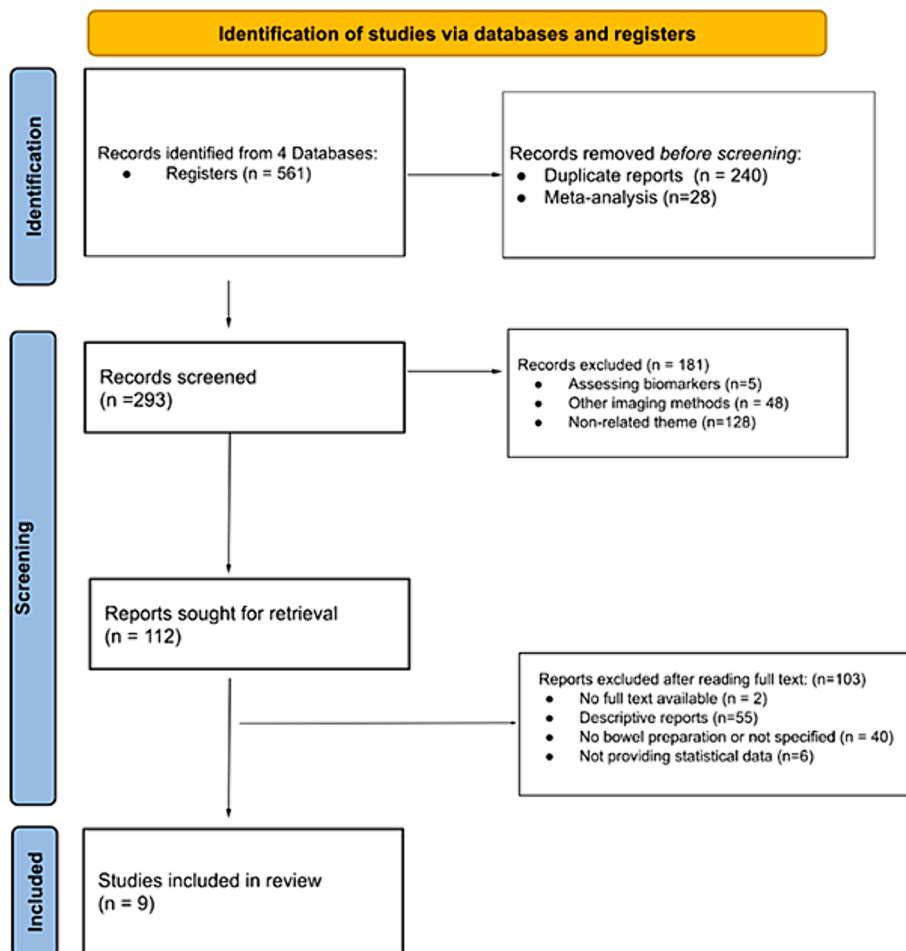 Identification of studies via databases and registers
Identification
Records identified from 4 Databases:
● Registers (n = 561)
Records removed before screening:
● Duplicate reports (n = 240)
● Meta-analysis (n=28)
Screening
Records screened
(n =293)
Records excluded (n = 181)
● Assessing biomarkers (n=5)
● Other imaging methods (n = 48)
● Non-related theme (n=128)
Reports sought for retrieval
(n = 112)
Reports excluded after reading full text: (n=103)
● No full text available (n = 2)
● Descriptive reports (n=55)
● No bowel preparation or not specified (n = 40)
● Not providing statistical data (n=6)
Included
Studies included in review
(n = 9)